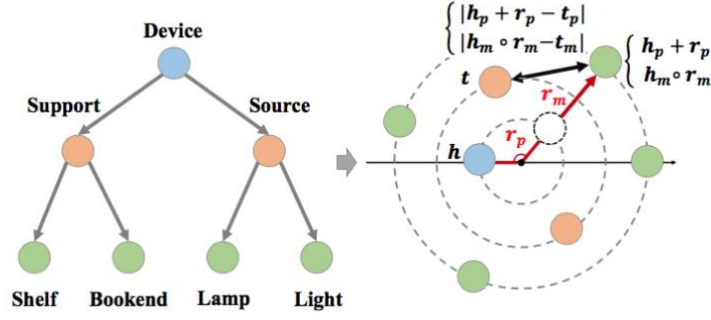 Device
Support Source
Shelf Bookend Lamp Light
|h_p + r_p − t_p|
|h_m ∘ r_m−t_m|
h_p + r_p
h_m ∘ r_m
t
r_m
r_p
h